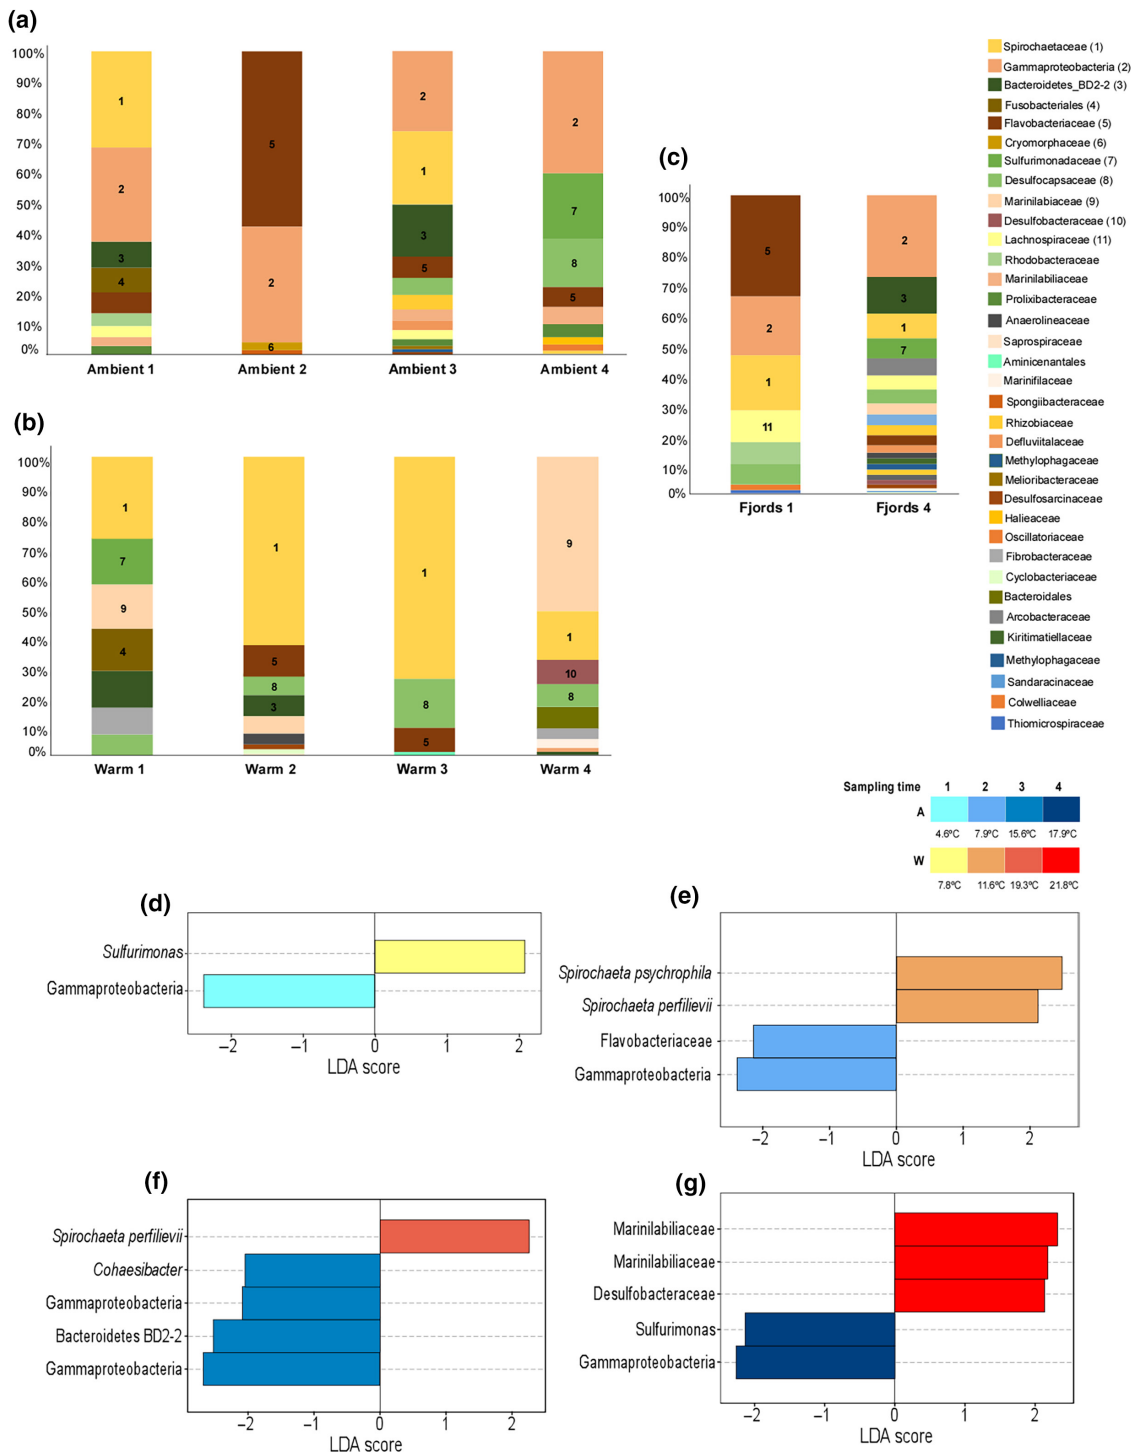 (a)
100%
90%
80%
70%
60%
50%
40%
30%
20%
10%
0%
1
2
3
4
5
2
6
2
1
3
5
2
7
8
5
Ambient 1 Ambient 2 Ambient 3 Ambient 4
(b)
100%
90%
80%
70%
60%
50%
40%
30%
20%
10%
0%
1
7
9
4
1
5
8
3
1
8
5
9
1
10
8
Warm 1 Warm 2 Warm 3 Warm 4
(c)
100%
90%
80%
70%
60%
50%
40%
30%
20%
10%
0%
5
2
1
11
2
3
1
7
Fjords 1 Fjords 4
Spirochaetaceae (1)
Gammaproteobacteria (2)
Bacteroidetes_BD2-2 (3)
Fusobacteriales (4)
Flavobacteriaceae (5)
Cryomorphaceae (6)
Sulfurimonadaceae (7)
Desulfocapsaceae (8)
Marinilabiaceae (9)
Desulfobacteraceae (10)
Lachnospiraceae (11)
Rhodobacteraceae
Marinilabiliaceae
Prolixibacteraceae
Anaerolineaceae
Saprospiraceae
Aminicenantales
Marinifilaceae
Spongiibacteraceae
Rhizobiaceae
Defluviitalaceae
Methylophagaceae
Melioribacteraceae
Desulfosarcinaceae
Halieaceae
Oscillatoriaceae
Fibrobacteraceae
Cyclobacteriaceae
Bacteroidales
Arcobacteraceae
Kiritimatiellaceae
Methylophagaceae
Sandaracinaceae
Colwelliaceae
Thiomicrospiraceae
Sampling time 1 2 3 4
A
4.6ºC 7.9ºC 15.6ºC 17.9ºC
W
7.8ºC 11.6ºC 19.3ºC 21.8ºC
(d)
Sulfurimonas
Gammaproteobacteria
−2 −1 0 1 2
LDA score
(e)
Spirochaeta psychrophila
Spirochaeta perfilievii
Flavobacteriaceae
Gammaproteobacteria
−2 −1 0 1 2
LDA score
(f)
Spirochaeta perfilievii
Cohaesibacter
Gammaproteobacteria
Bacteroidetes BD2-2
Gammaproteobacteria
−2 −1 0 1 2
LDA score
(g)
Marinilabiliaceae
Marinilabiliaceae
Desulfobacteraceae
Sulfurimonas
Gammaproteobacteria
−2 −1 0 1 2
LDA score